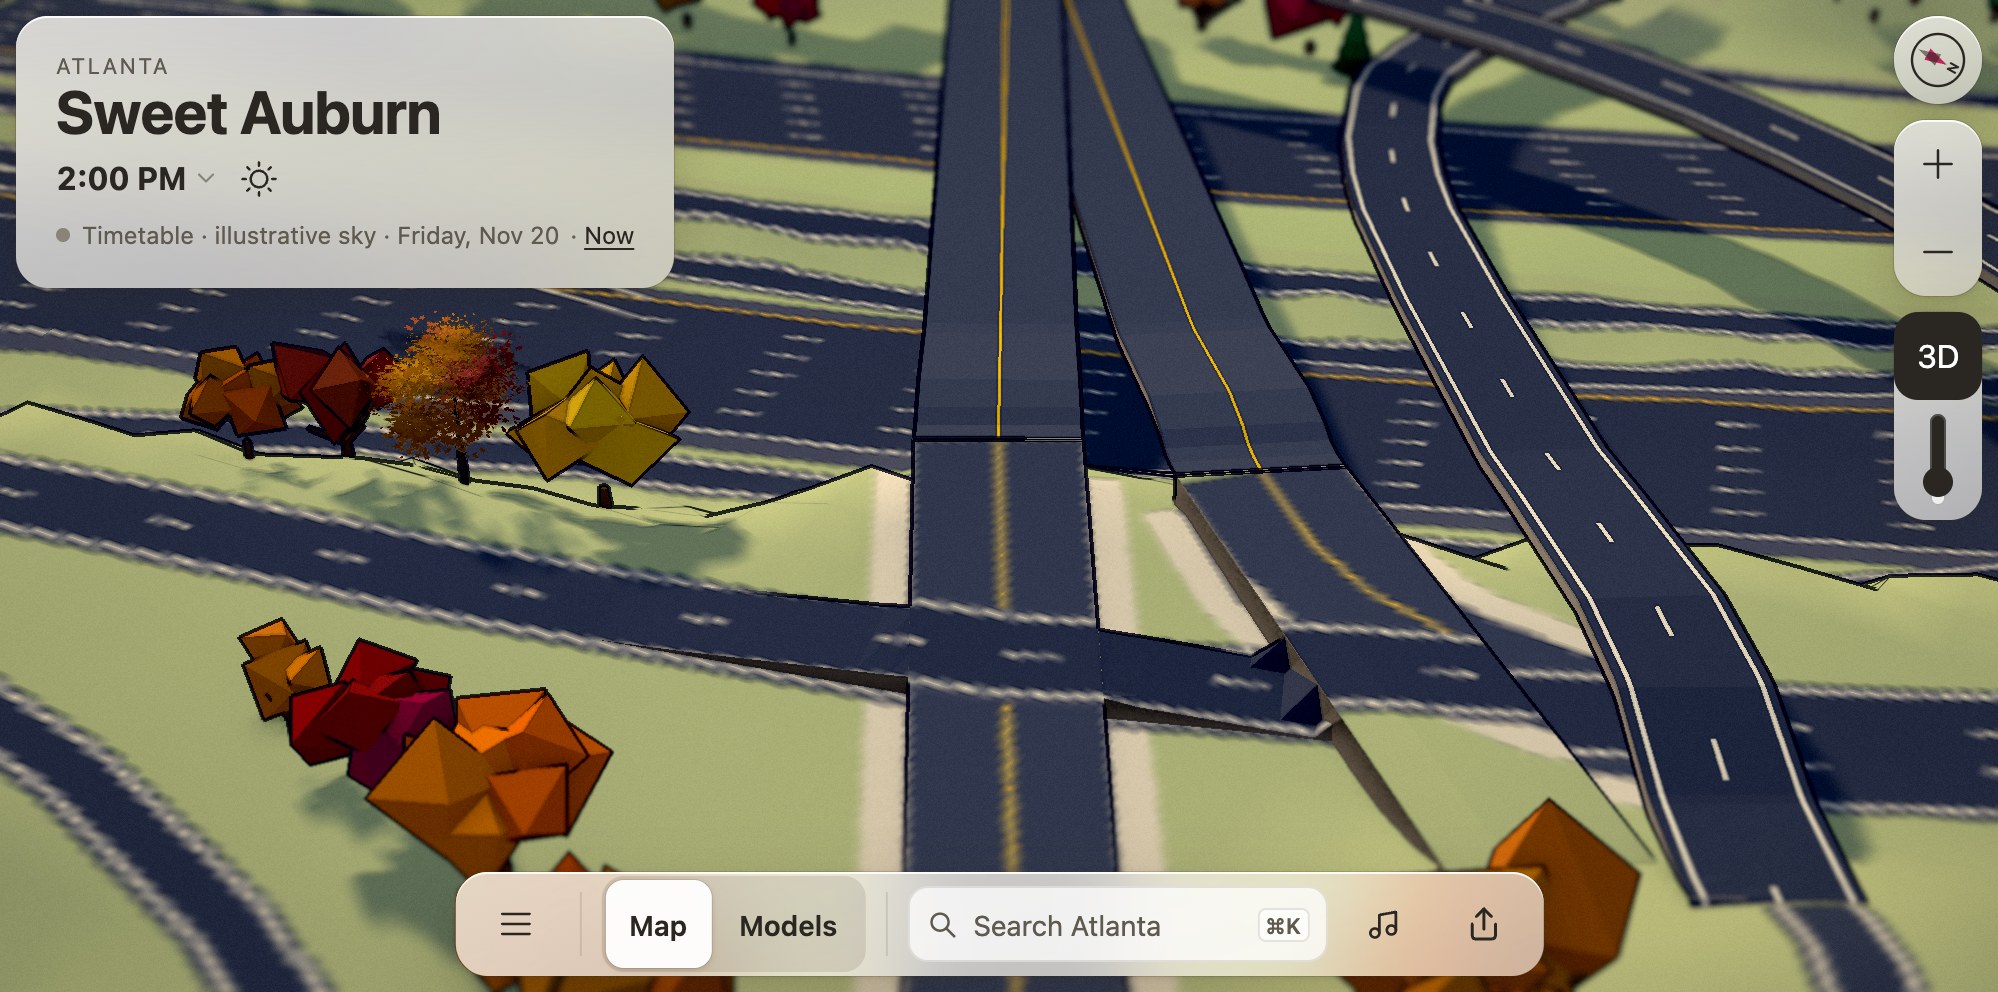 ATLANTA
Sweet Auburn
2:00 PM
Timetable · illustrative sky · Friday, Nov 20 · Now
N
3D
Map
Models
Search Atlanta
⌘K